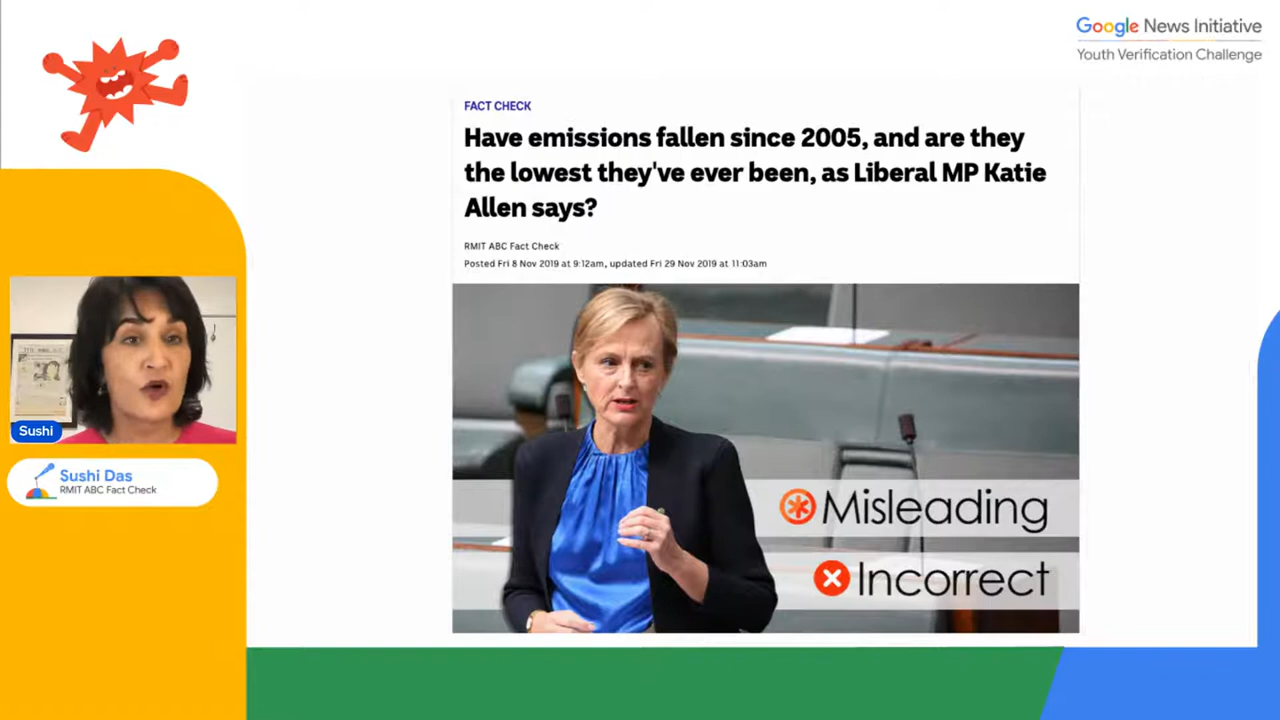 Google News Initiative
Youth Verification Challenge
FACT CHECK
Have emissions fallen since 2005, and are they
the lowest they've ever been, as Liberal MP Katie
Allen says?
RMIT ABC Fact Check
Posted Fri 8 Nov 2019 at 9:12am, updated Fri 29 Nov 2019 at 11:03am
Misleading
Incorrect
Sushi
Sushi Das
RMIT ABC Fact Check